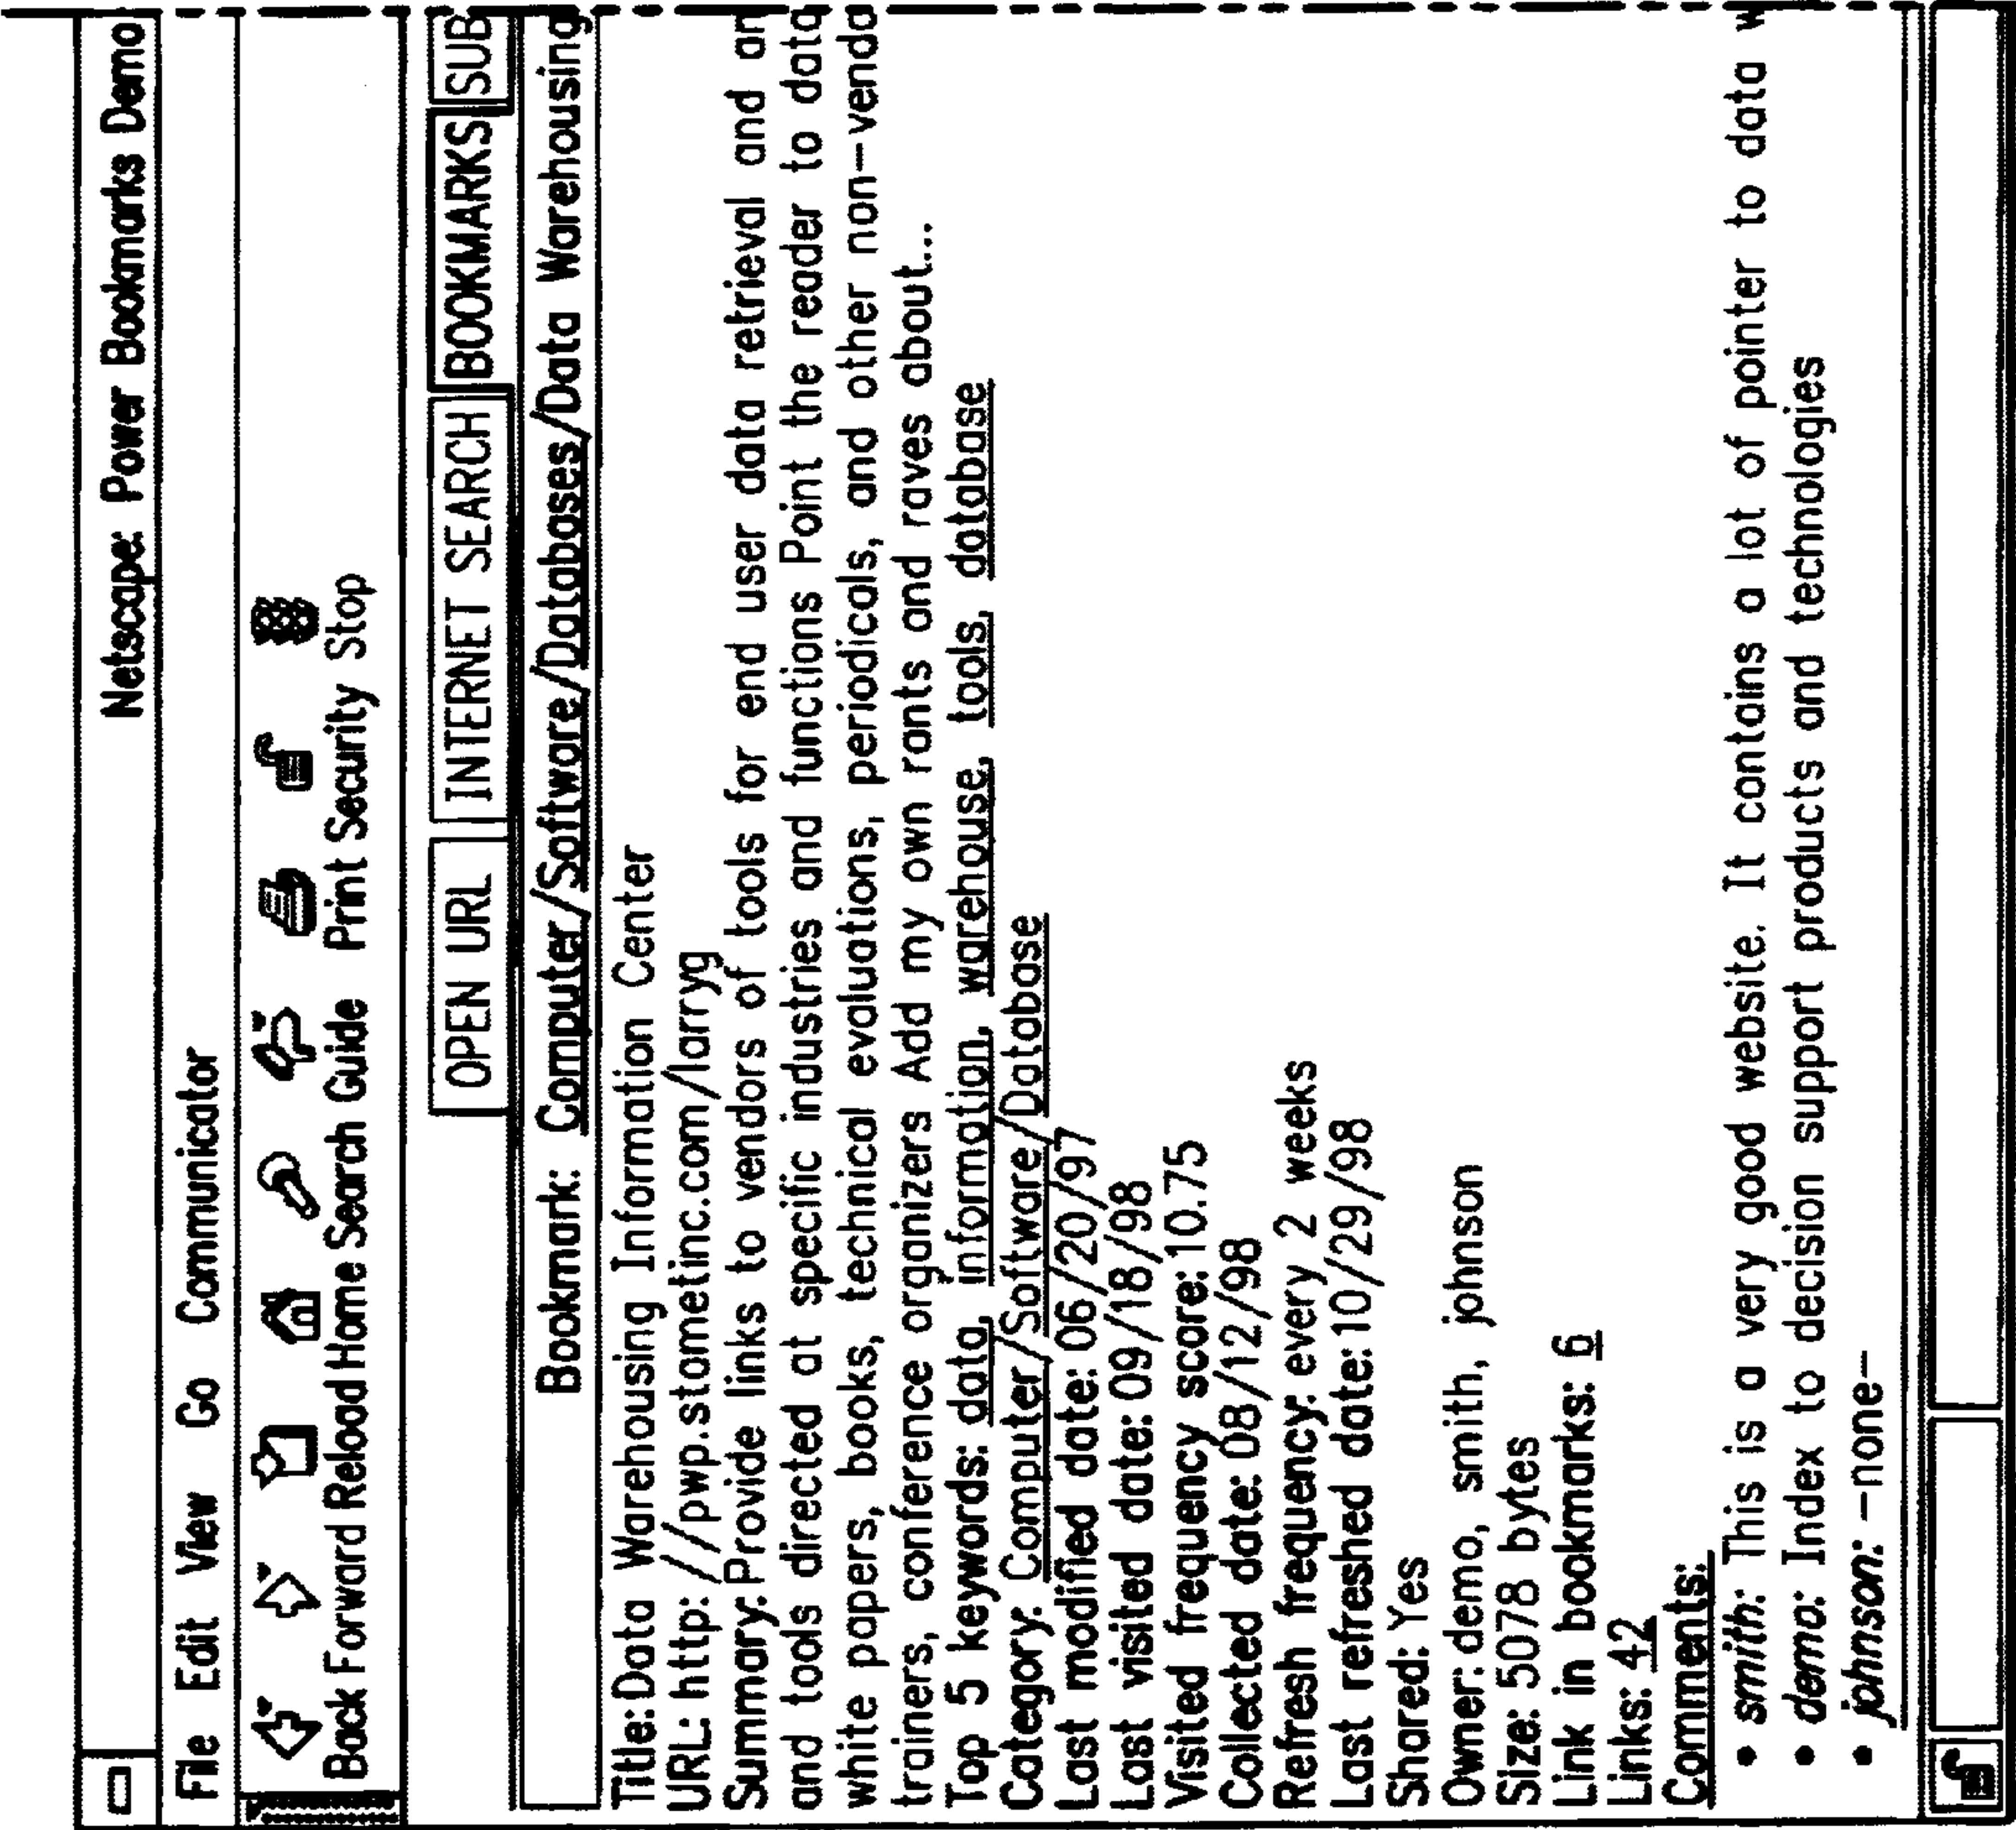 Netscape: Power Bookmarks Demo
File Edit View Go Communicator
Back Forward Reload Home Search Guide Print Security Stop
OPEN URL INTERNET SEARCH BOOKMARKS SUB
Bookmark: Computer/Software/Databases/Data Warehousing
Title: Data Warehousing Information Center
URL: http: ///pwp.starnetinc.com/larryg
Summary: Provide links to vendors of tools for end user data retrieval and an
and tools directed at specific industries and functions Point the reader to data
white papers, books, technical evaluations, periodicals, and other non-vendo
trainers, conference organizers Add my own rants and raves about...
Top 5 keywords: data, information, warehouse, tools, database
Category: Computer/Software/Database
Last modified date: 06/20/97
Last visited date: 09/18/98
Visited frequency score: 10.75
Collected date: 08/12/98
Refresh frequency: every 2 weeks
Last refreshed date: 10/29/98
Shared: Yes
Owner: demo, smith, johnson
Size: 5078 bytes
Link in bookmarks: 6
Links: 42
Comments:
• smith: This is a very good website. It contains a lot of pointer to data w
• demo: Index to decision support products and technologies
• johnson: -none-